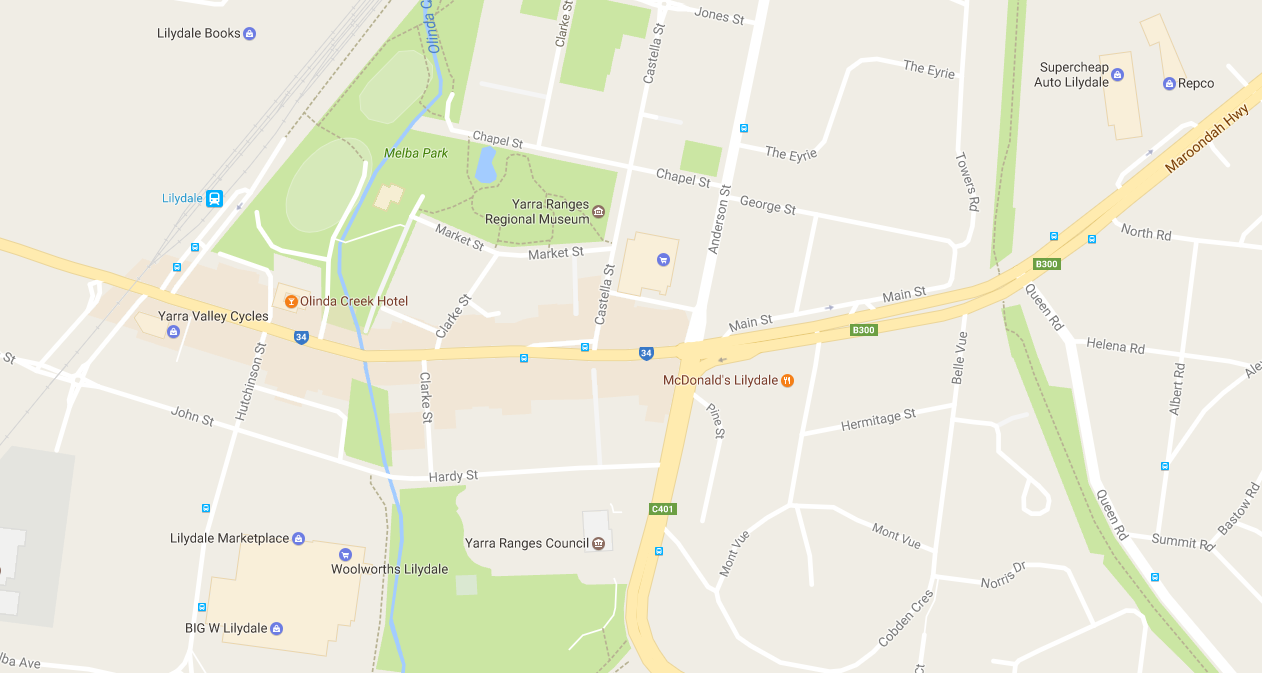 Olinda C
Clarke St
Castella St
Jones St
Lilydale Books
The Eyrie
Supercheap
Auto Lilydale
Repco
Maroondah Hwy
Chapel St
Melba Park
The Eyrie
Towers Rd
Chapel St
Lilydale
Yarra Ranges
Regional Museum
George St
Anderson St
Market St
Market St
North Rd
B300
Castella St
Main St
Queen Rd
Olinda Creek Hotel
Clarke St
Yarra Valley Cycles
Main St
B300
34
34
Belle Vue
Helena Rd
St
Hutchinson St
Clarke St
McDonald's Lilydale
Albert Rd
Ale
John St
Pine St
Hermitage St
Hardy St
C401
Queen Rd
Bastow Rd
Lilydale Marketplace
Yarra Ranges Council
Mont Vue
Mont Vue
Summit Rd
Woolworths Lilydale
Norris Dr
BIG W Lilydale
Cobden Cres
lba Ave
Ct